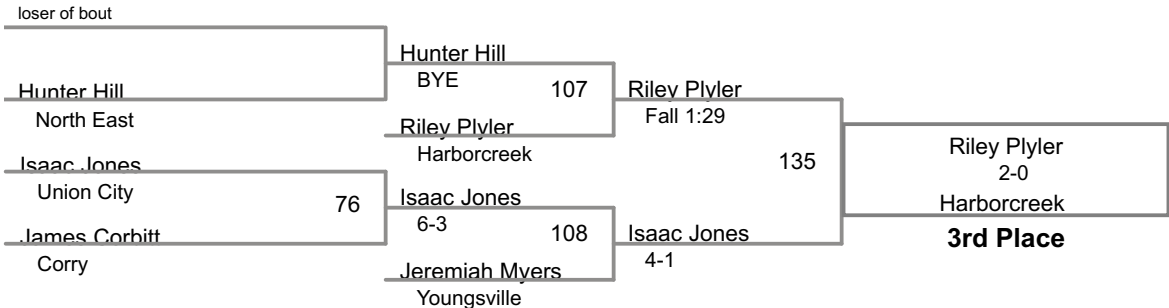 loser of bout
Hunter Hill
BYE
107
Riley Plyler
Fall 1:29
Hunter Hill
North East
Riley Plyler
Harborcreek
135
Riley Plyler
2-0
Harborcreek
3rd Place
Isaac Jones
Union City
76
Isaac Jones
6-3
108
Isaac Jones
4-1
James Corbitt
Corry
Jeremiah Myers
Youngsville